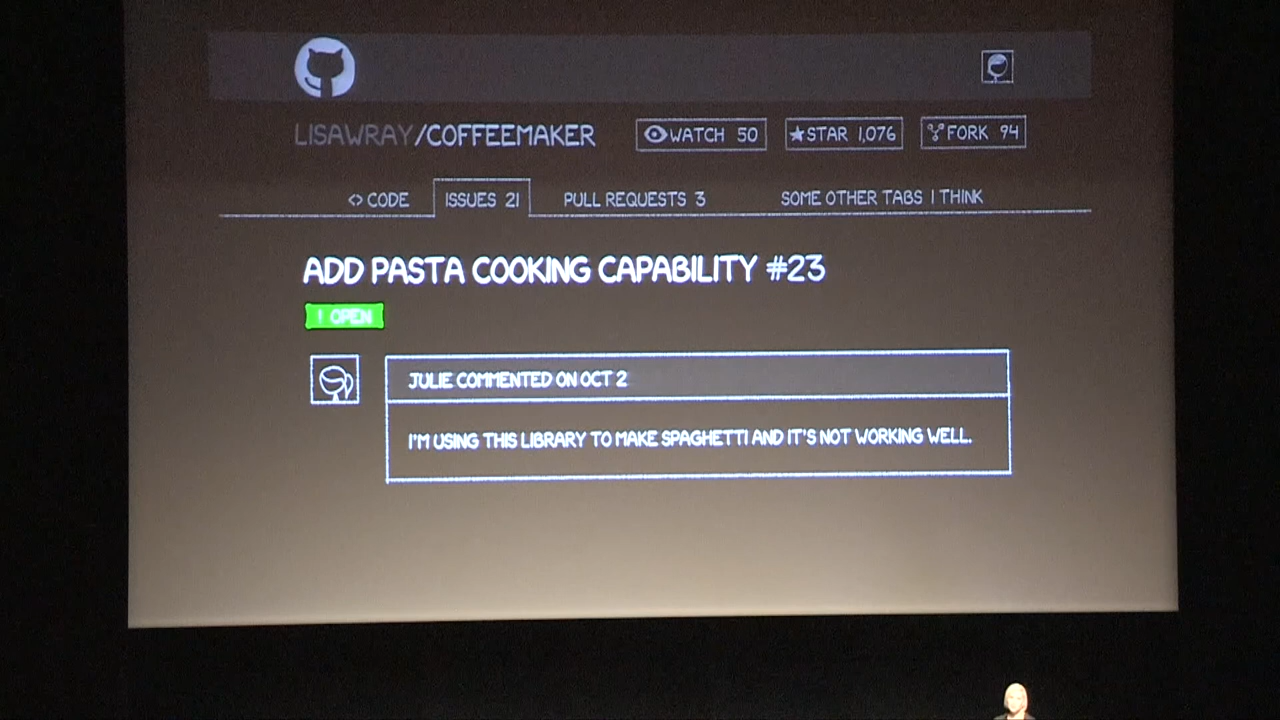 LISAWRAY/COFFEEMAKER WATCH 50 STAR 1,076 FORK 94
<> CODE ISSUES 21 PULL REQUESTS 3 SOME OTHER TABS I THINK
ADD PASTA COOKING CAPABILITY #23
! OPEN
JULIE COMMENTED ON OCT 2
I'M USING THIS LIBRARY TO MAKE SPAGHETTI AND IT'S NOT WORKING WELL.